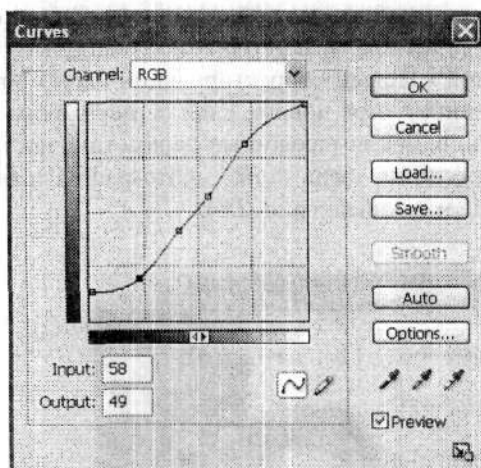 Curves
Channel: RGB
OK
Cancel
Load...
Save...
Smooth
Auto
Options...
Input: 58
Output: 49
Preview